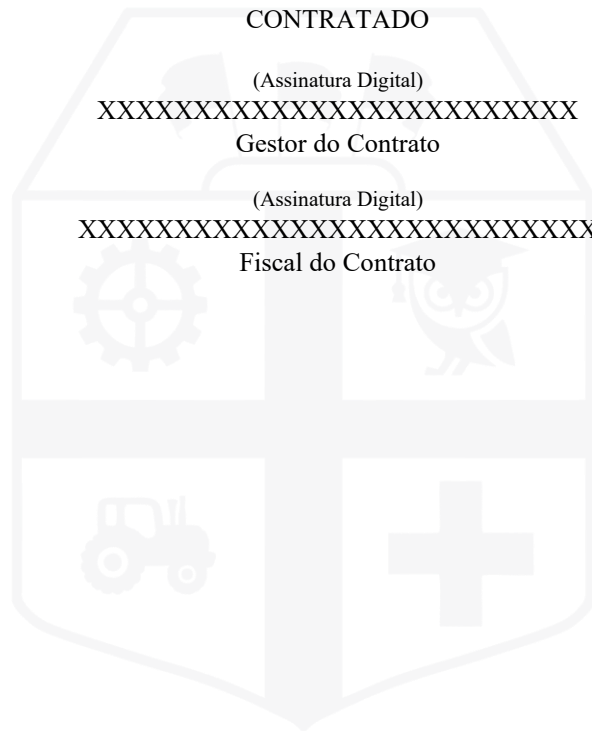 CONTRATADO
(Assinatura Digital)
XXXXXXXXXXXXXXXXXXXXXXXXX
Gestor do Contrato
(Assinatura Digital)
XXXXXXXXXXXXXXXXXXXXXXXXXXX
Fiscal do Contrato